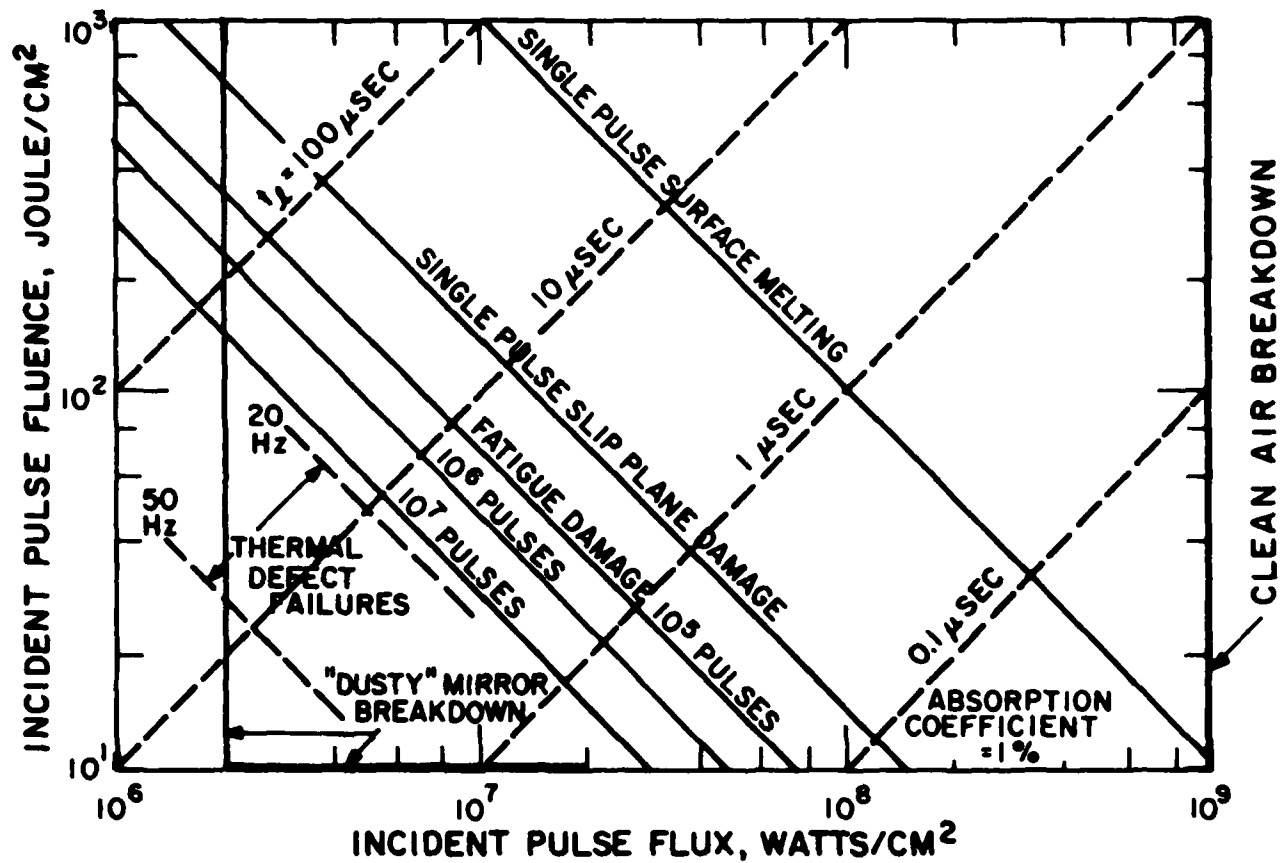 10³
INCIDENT PULSE FLUENCE, JOULE/CM²
10²
10¹
tℓ = 100 μSEC
SINGLE PULSE SURFACE MELTING
10 μSEC
SINGLE PULSE SLIP PLANE DAMAGE
1 μSEC
FATIGUE DAMAGE 10⁵ PULSES
10⁶ PULSES
10⁷ PULSES
20
Hz
50
Hz
THERMAL
DEFECT
FAILURES
0.1 μSEC
"DUSTY" MIRROR
BREAKDOWN
ABSORPTION
COEFFICIENT
=1%
CLEAN AIR BREAKDOWN
10⁶
10⁷
10⁸
10⁹
INCIDENT PULSE FLUX, WATTS/CM²